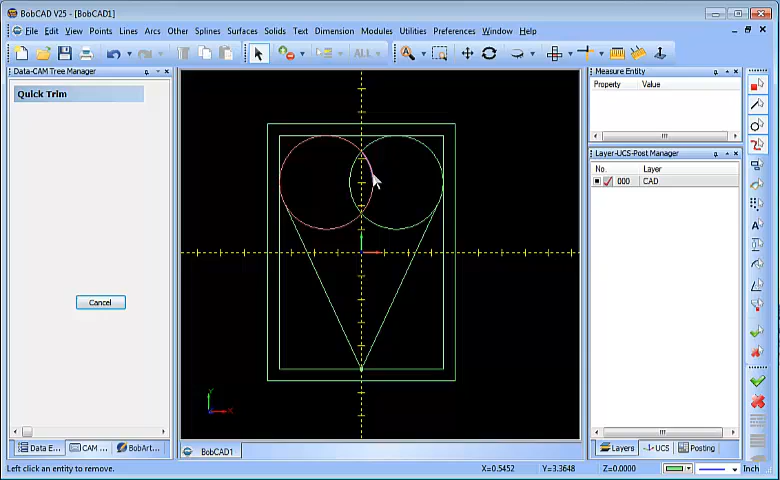 BobCAD V25 - [BobCAD1]
File Edit View Points Lines Arcs Other Splines Surfaces Solids Text Dimension Modules Utilities Preferences Window Help
ALL
Data-CAM Tree Manager
Quick Trim
Cancel
Data E... CAM ... BobArt...
Y
X
BobCAD1
Measure Entity
Property Value
Layer-UCS-Post Manager
No. Layer
000 CAD
Layers UCS Posting
Left click an entity to remove. X=0.5452 Y=3.3648 Z=0.0000 Inch